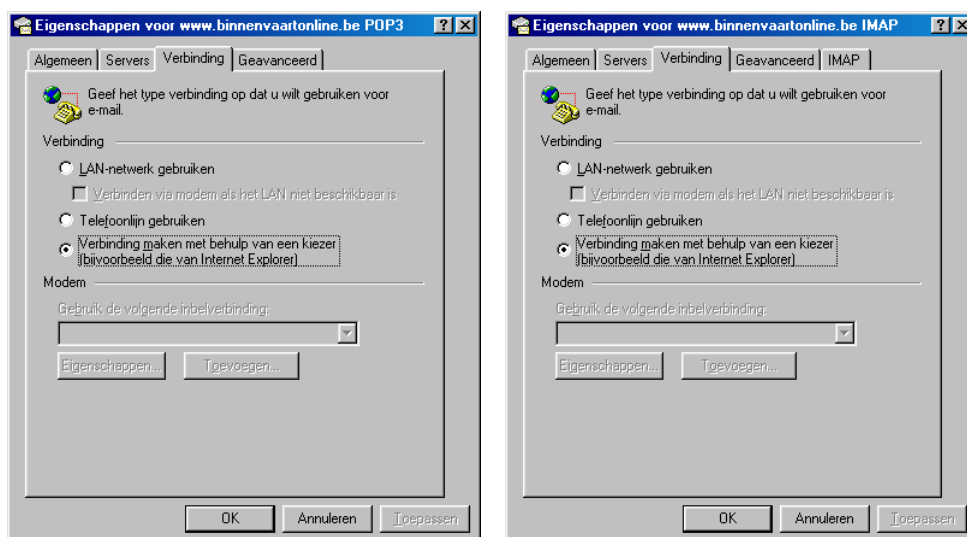 Eigenschappen voor www.binnenvaartonline.be POP3
Algemeen Servers Verbinding Geavanceerd
Geef het type verbinding op dat u wilt gebruiken voor
e-mail.
Verbinding
LAN-netwerk gebruiken
Verbinden via modem als het LAN niet beschikbaar is
Telefoonlijn gebruiken
Verbinding maken met behulp van een kiezer
(bijvoorbeeld die van Internet Explorer)
Modem
Gebruik de volgende inbelverbinding:
Eigenschappen... Toevoegen...
OK Annuleren Toepassen
Eigenschappen voor www.binnenvaartonline.be IMAP
Algemeen Servers Verbinding Geavanceerd IMAP
Geef het type verbinding op dat u wilt gebruiken voor
e-mail.
Verbinding
LAN-netwerk gebruiken
Verbinden via modem als het LAN niet beschikbaar is
Telefoonlijn gebruiken
Verbinding maken met behulp van een kiezer
(bijvoorbeeld die van Internet Explorer)
Modem
Gebruik de volgende inbelverbinding:
Eigenschappen... Toevoegen...
OK Annuleren Toepassen